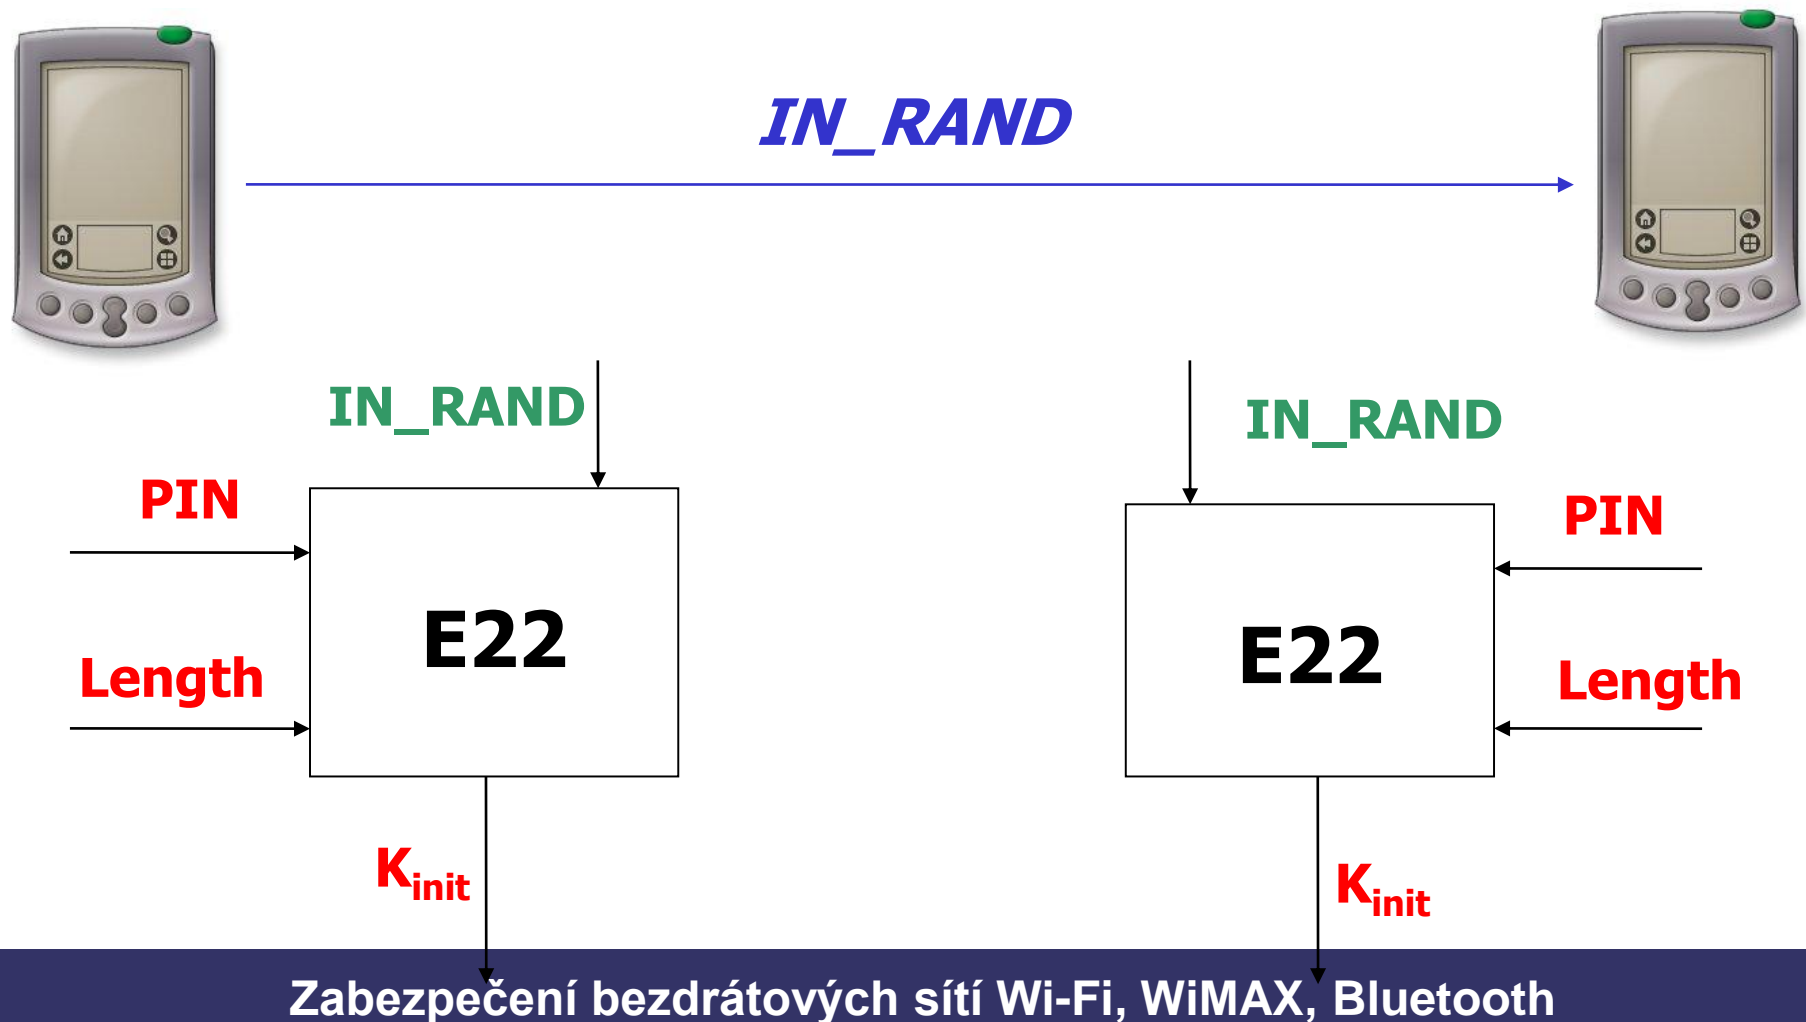 IN_RAND
IN_RAND
IN_RAND
PIN
PIN
E22
E22
Length
Length
Kinit
Kinit
Zabezpečení bezdrátových sítí Wi-Fi, WiMAX, Bluetooth